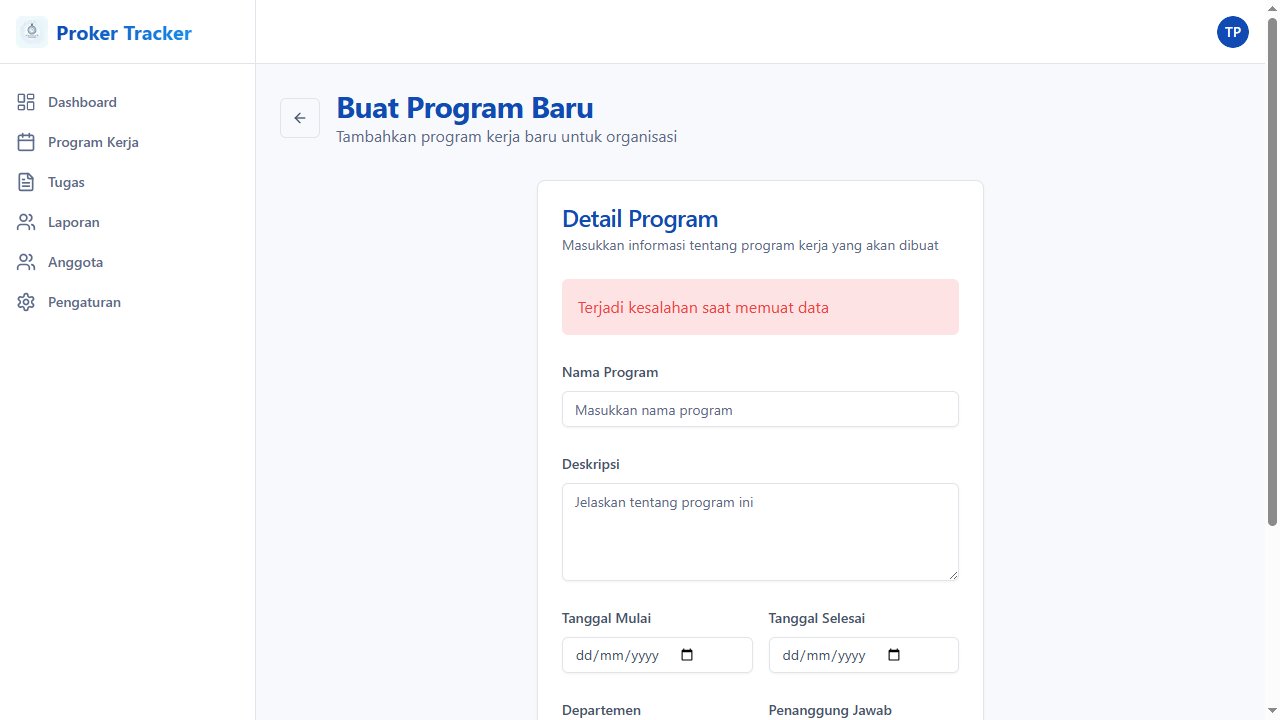 Proker Tracker
TP
Dashboard
Program Kerja
Tugas
Laporan
Anggota
Pengaturan
Buat Program Baru
Tambahkan program kerja baru untuk organisasi
Detail Program
Masukkan informasi tentang program kerja yang akan dibuat
Terjadi kesalahan saat memuat data
Nama Program
Masukkan nama program
Deskripsi
Jelaskan tentang program ini
Tanggal Mulai
Tanggal Selesai
dd/mm/yyyy
dd/mm/yyyy
Departemen
Penanggung Jawab